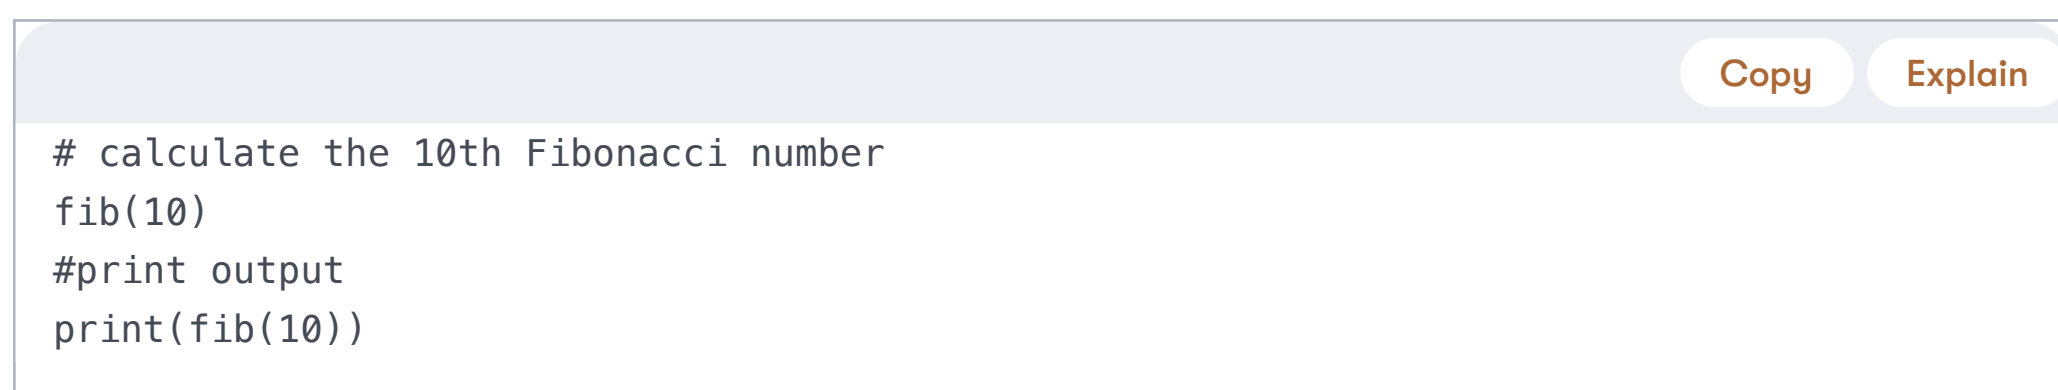 Copy Explain
# calculate the 10th Fibonacci number
fib(10)
#print output
print(fib(10))